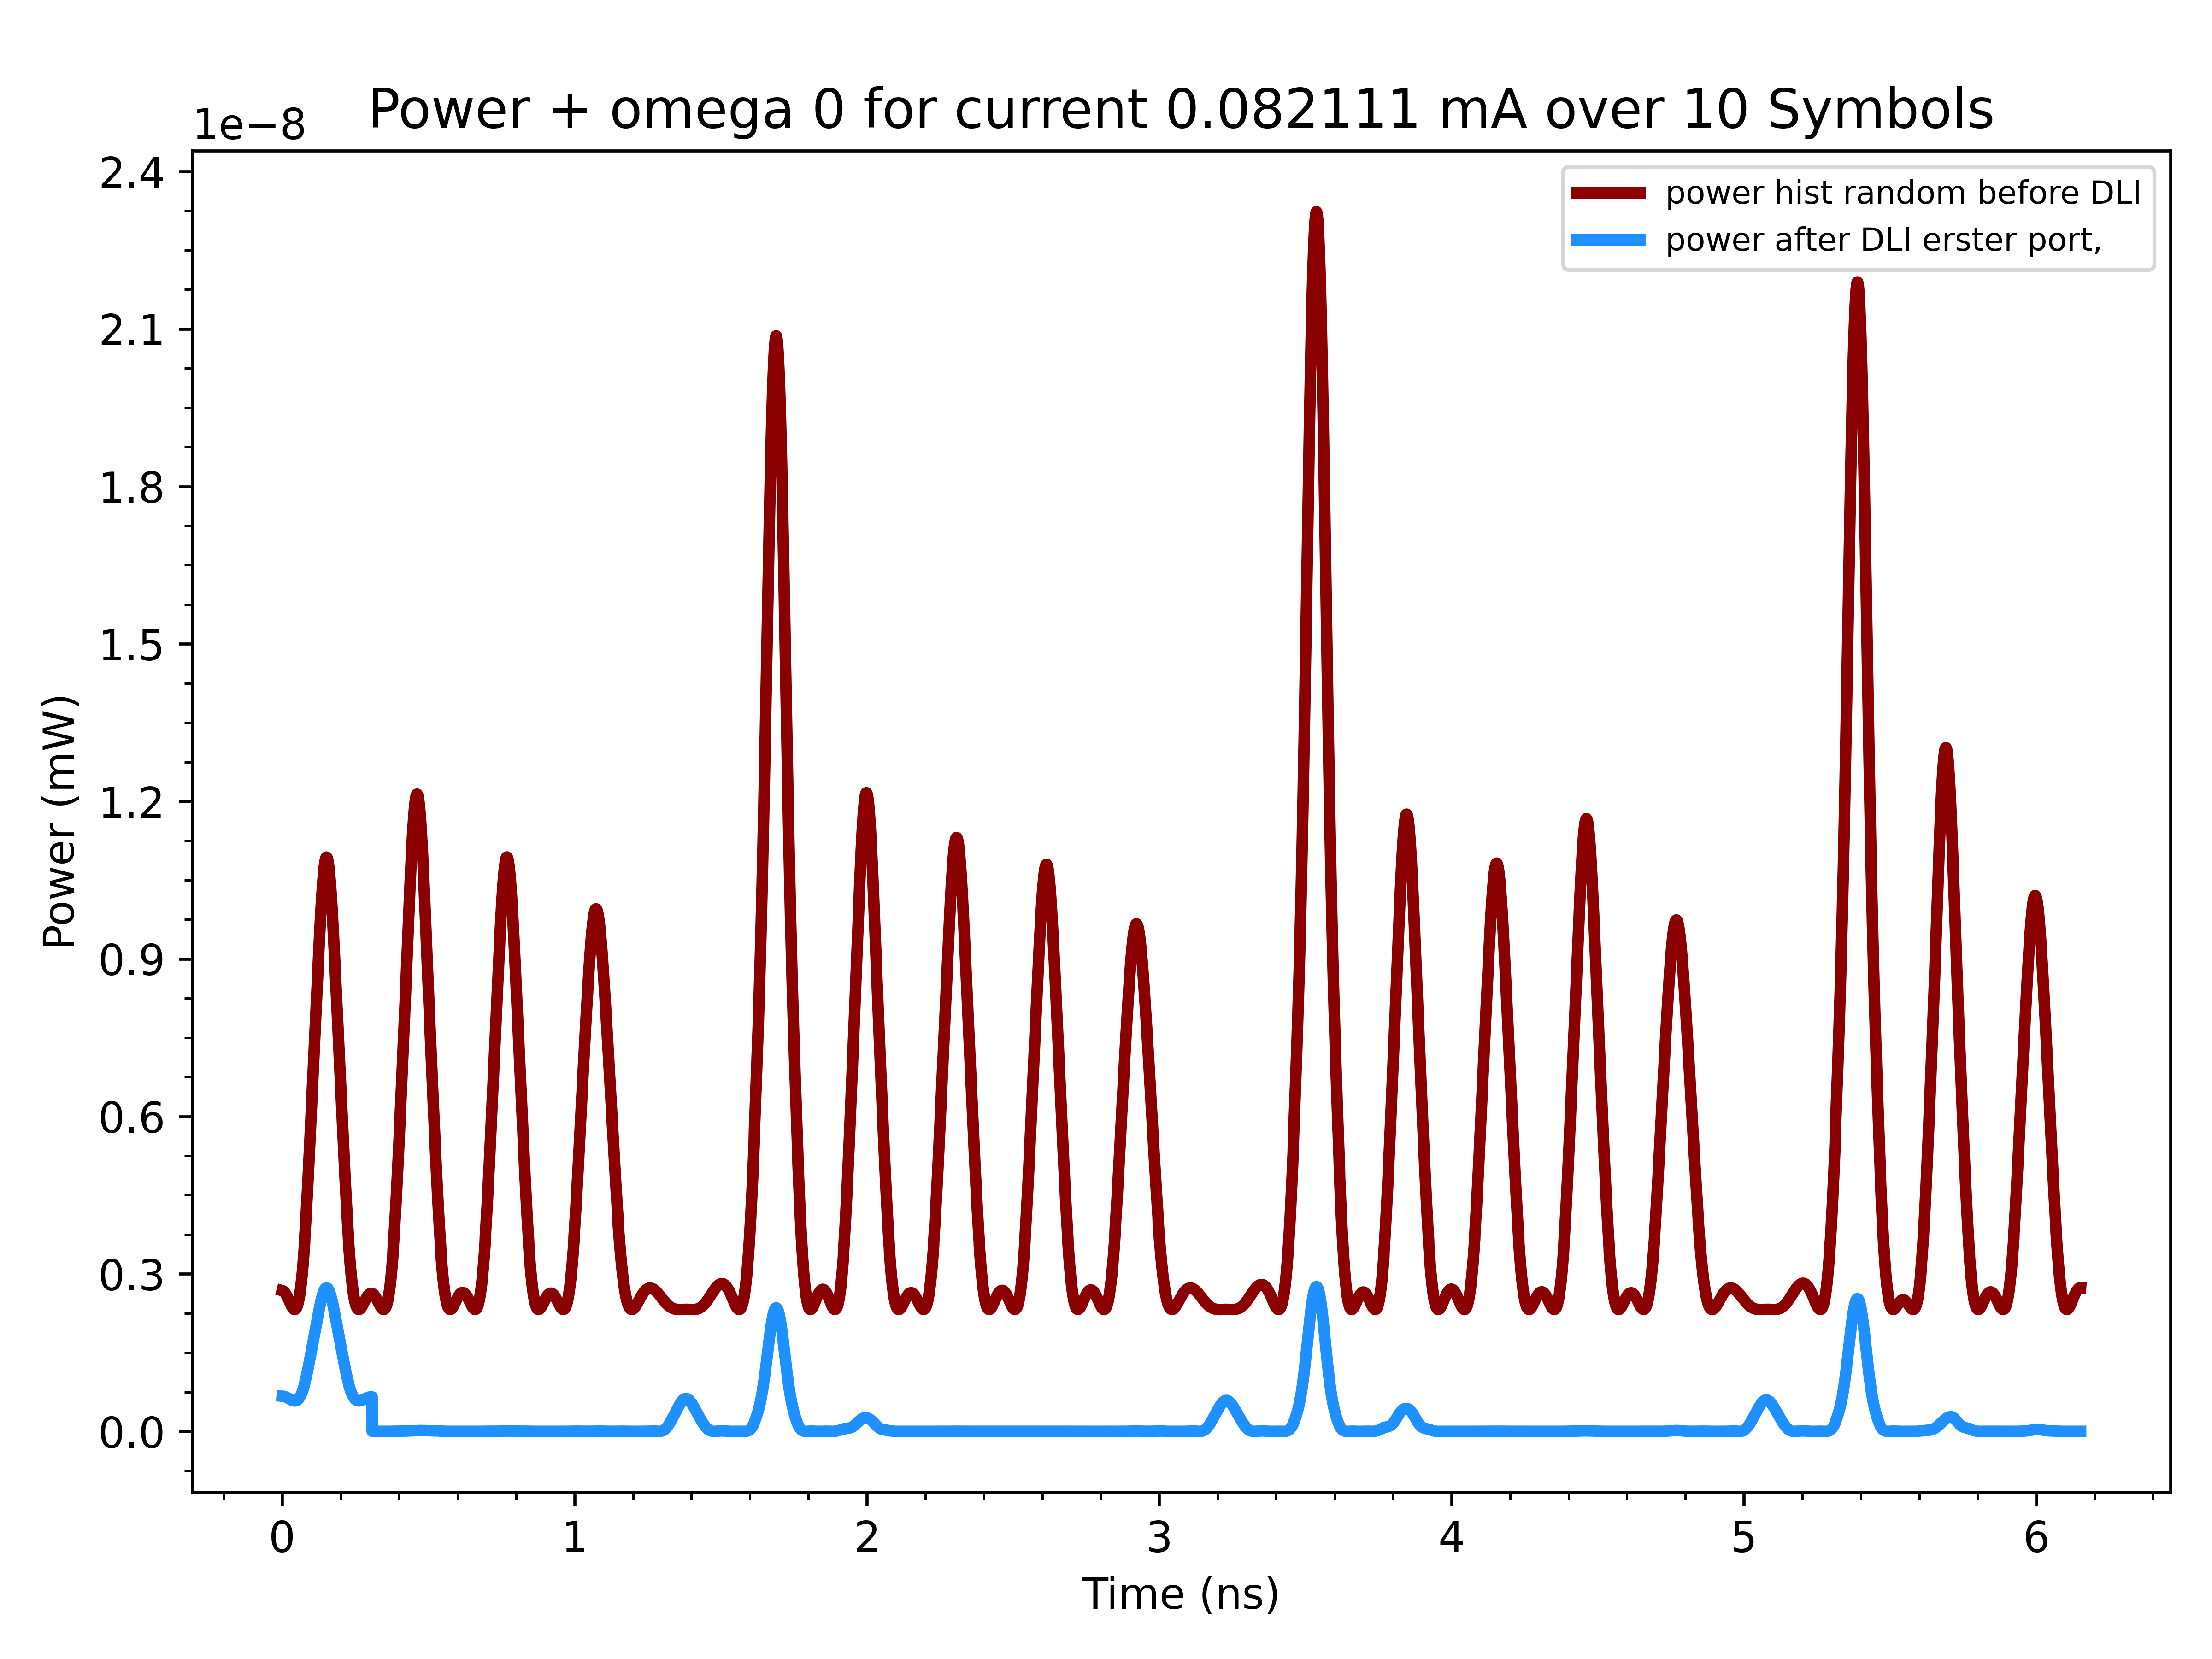 Power + omega 0 for current 0.082111 mA over 10 Symbols
1e−8
power hist random before DLI
power after DLI erster port,
2.4
2.1
1.8
1.5
1.2
0.9
0.6
0.3
0.0
Power (mW)
0 1 2 3 4 5 6
Time (ns)